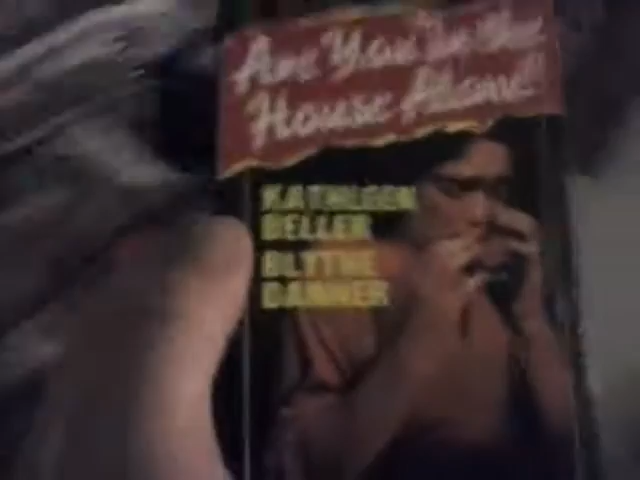 Are You in the
House Alone?
KATHLEEN
BELLER
BLYTHE
DANNER